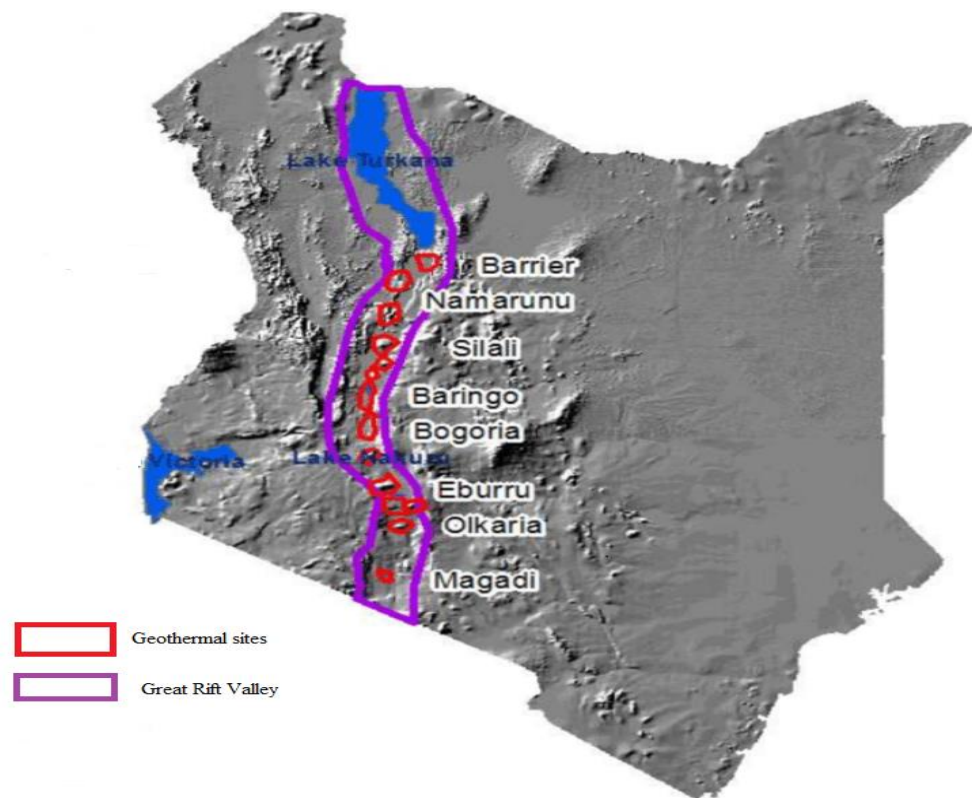 Lake Turkana
Barrier
Namarunu
Silali
Baringo
Bogoria
Victoria
Lake Nakuru
Eburru
Olkaria
Magadi
Geothermal sites
Great Rift Valley